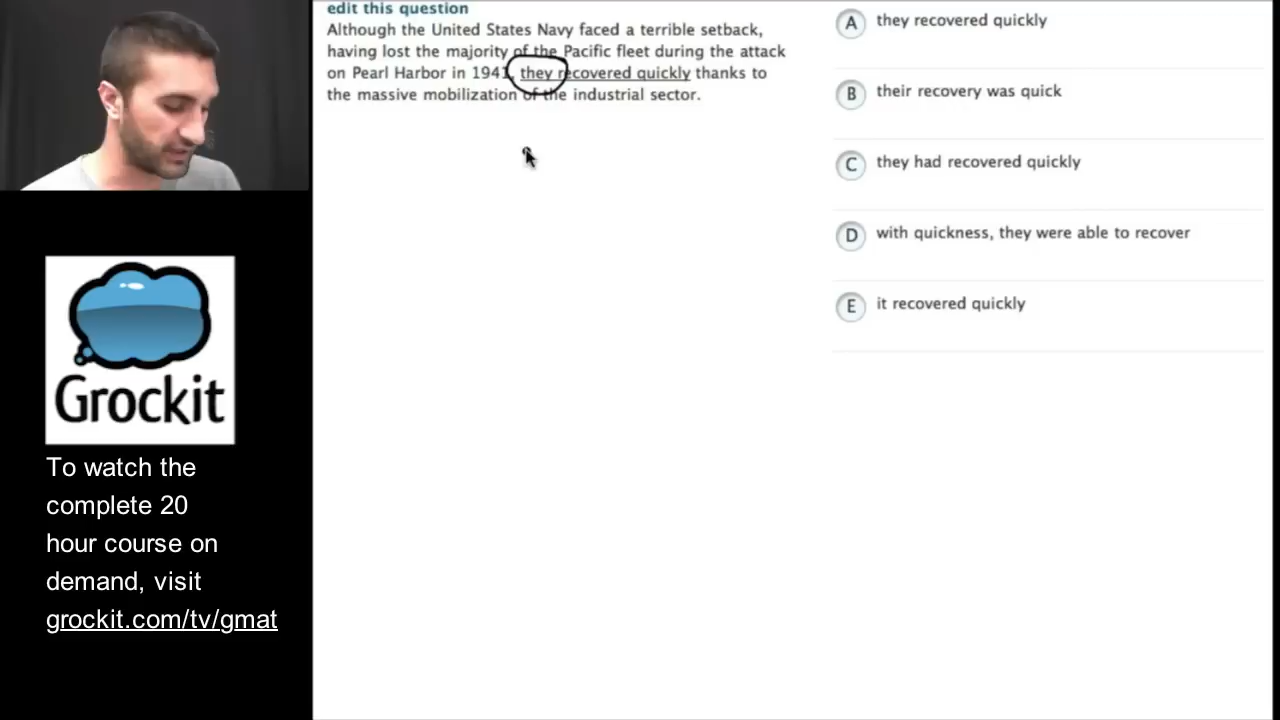 edit this question
Although the United States Navy faced a terrible setback,
having lost the majority of the Pacific fleet during the attack
on Pearl Harbor in 1941, they recovered quickly thanks to
the massive mobilization of the industrial sector.
A they recovered quickly
B their recovery was quick
C they had recovered quickly
D with quickness, they were able to recover
E it recovered quickly
Grockit
To watch the
complete 20
hour course on
demand, visit
grockit.com/tv/gmat